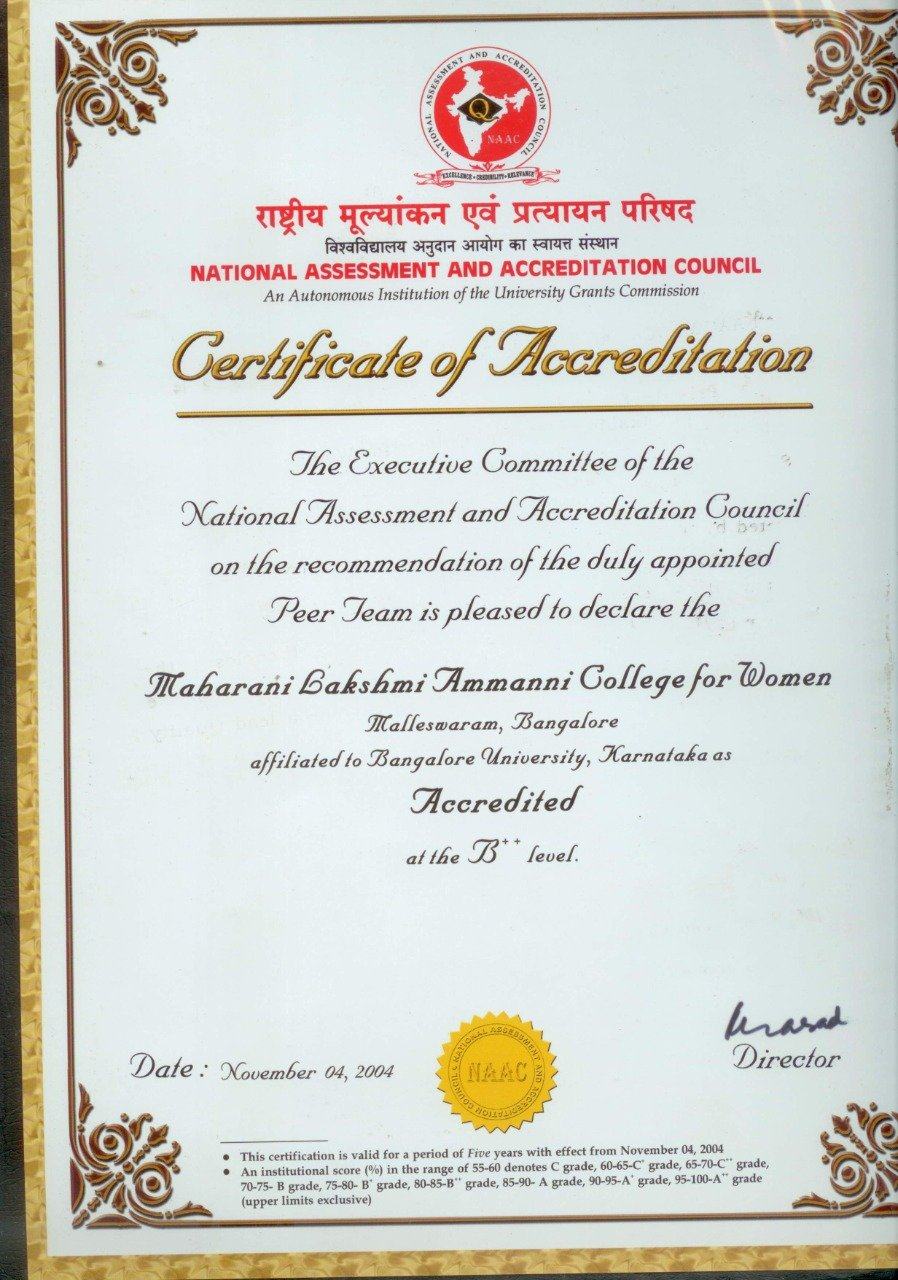 NATIONAL ASSESSMENT AND ACCREDITATION COUNCIL
Q
NAAC
EXCELLENCE • CREDIBILITY • RELEVANCE
राष्ट्रीय मूल्यांकन एवं प्रत्यायन परिषद
विश्वविद्यालय अनुदान आयोग का स्वायत्त संस्थान
NATIONAL ASSESSMENT AND ACCREDITATION COUNCIL
An Autonomous Institution of the University Grants Commission
Certificate of Accreditation
The Executive Committee of the
National Assessment and Accreditation Council
on the recommendation of the duly appointed
Peer Team is pleased to declare the
Maharani Lakshmi Ammanni College for Women
Malleswaram, Bangalore
affiliated to Bangalore University, Karnataka as
Accredited
at the B⁺⁺ level.
Director
Date : November 04, 2004
NATIONAL ASSESSMENT AND ACCREDITATION COUNCIL
NAAC
• This certification is valid for a period of Five years with effect from November 04, 2004
• An institutional score (%) in the range of 55-60 denotes C grade, 60-65-C⁺ grade, 65-70-C⁺⁺ grade,
70-75- B grade, 75-80- B⁺ grade, 80-85-B⁺⁺ grade, 85-90- A grade, 90-95-A⁺ grade, 95-100-A⁺⁺ grade
(upper limits exclusive)